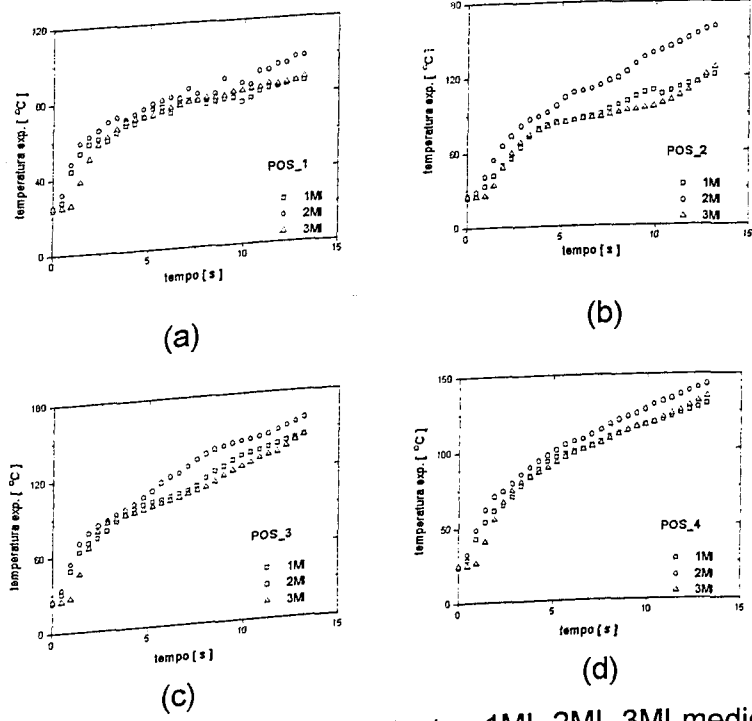 120
80
40
0
temperatura exp. [ °C ]
POS_1
1MI
2MI
3MI
0 5 10 15
tempo [ s ]
(a)
180
120
60
0
temperatura exp. [ °C ]
POS_2
1MI
2MI
3MI
0 5 10 15
tempo [ s ]
(b)
180
120
60
0
temperatura exp. [ °C ]
POS_3
1MI
2MI
3MI
0 5 10 15
tempo [ s ]
(c)
150
100
50
0
temperatura exp. [ °C ]
POS_4
1MI
2MI
3MI
0 5 10 15
tempo [ s ]
(d)
1MI, 2MI, 3MI